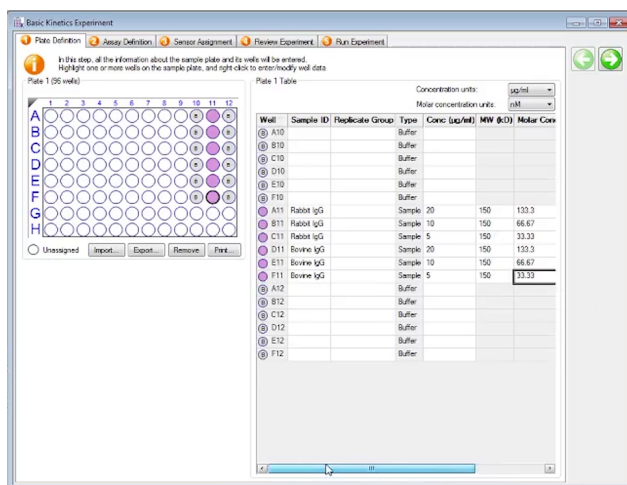 Basic Kinetics Experiment
1 Plate Definition 2 Assay Definition 3 Sensor Assignment 4 Review Experiment 5 Run Experiment
In this step, all the information about the sample plate and its wells will be entered.
Highlight one or more wells on the sample plate, and right-click to enter/modify well data
Plate 1 (96 wells)
1 2 3 4 5 6 7 8 9 10 11 12
A
B
C
D
E
F
G
H
Unassigned Import... Export... Remove Print...
Plate 1 Table
Concentration units: µg/ml
Molar concentration units: nM
Well Sample ID Replicate Group Type Conc (µg/ml) MW (kD) Molar Conc
B A10 Buffer
B B10 Buffer
B C10 Buffer
B D10 Buffer
B E10 Buffer
B F10 Buffer
A11 Rabbit IgG Sample 20 150 133.3
B11 Rabbit IgG Sample 10 150 66.67
C11 Rabbit IgG Sample 5 150 33.33
D11 Bovine IgG Sample 20 150 133.3
E11 Bovine IgG Sample 10 150 66.67
F11 Bovine IgG Sample 5 150 33.33
B A12 Buffer
B B12 Buffer
B C12 Buffer
B D12 Buffer
B E12 Buffer
B F12 Buffer